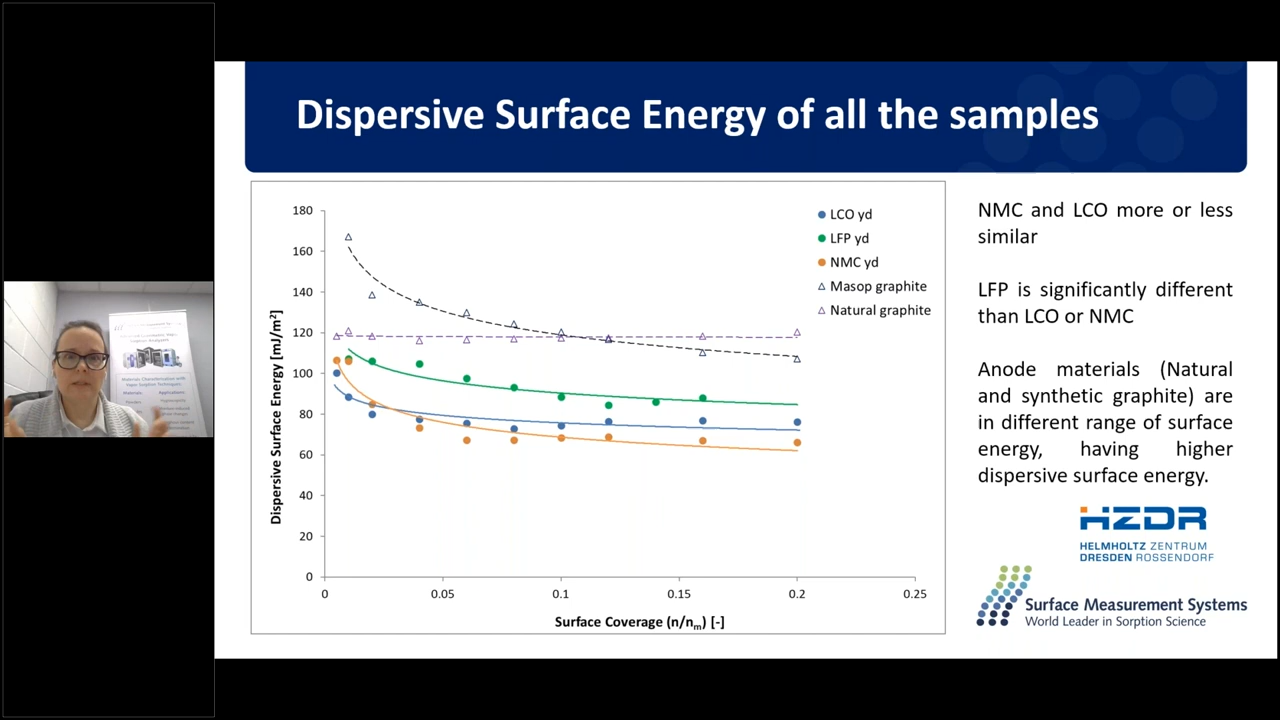 Dispersive Surface Energy of all the samples
180
160
140
120
100
80
60
40
20
0
0
0.05
0.1
0.15
0.2
0.25
Dispersive Surface Energy [mJ/m²]
Surface Coverage (n/nm) [-]
LCO yd
LFP yd
NMC yd
Masop graphite
Natural graphite
NMC and LCO more or less
similar
LFP is significantly different
than LCO or NMC
Anode materials (Natural
and synthetic graphite) are
in different range of surface
energy, having higher
dispersive surface energy.
HZDR
HELMHOLTZ ZENTRUM
DRESDEN ROSSENDORF
Surface Measurement Systems
World Leader in Sorption Science